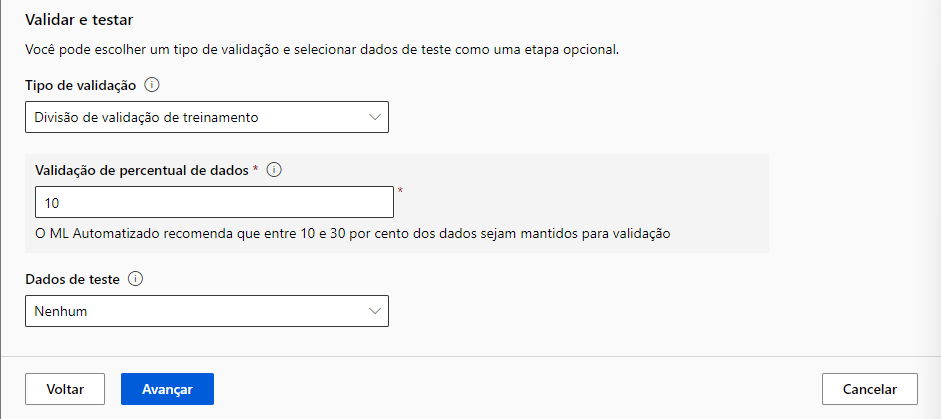 Validar e testar
Você pode escolher um tipo de validação e selecionar dados de teste como uma etapa opcional.
Tipo de validação
Divisão de validação de treinamento
Validação de percentual de dados *
10
*
O ML Automatizado recomenda que entre 10 e 30 por cento dos dados sejam mantidos para validação
Dados de teste
Nenhum
Voltar
Avançar
Cancelar